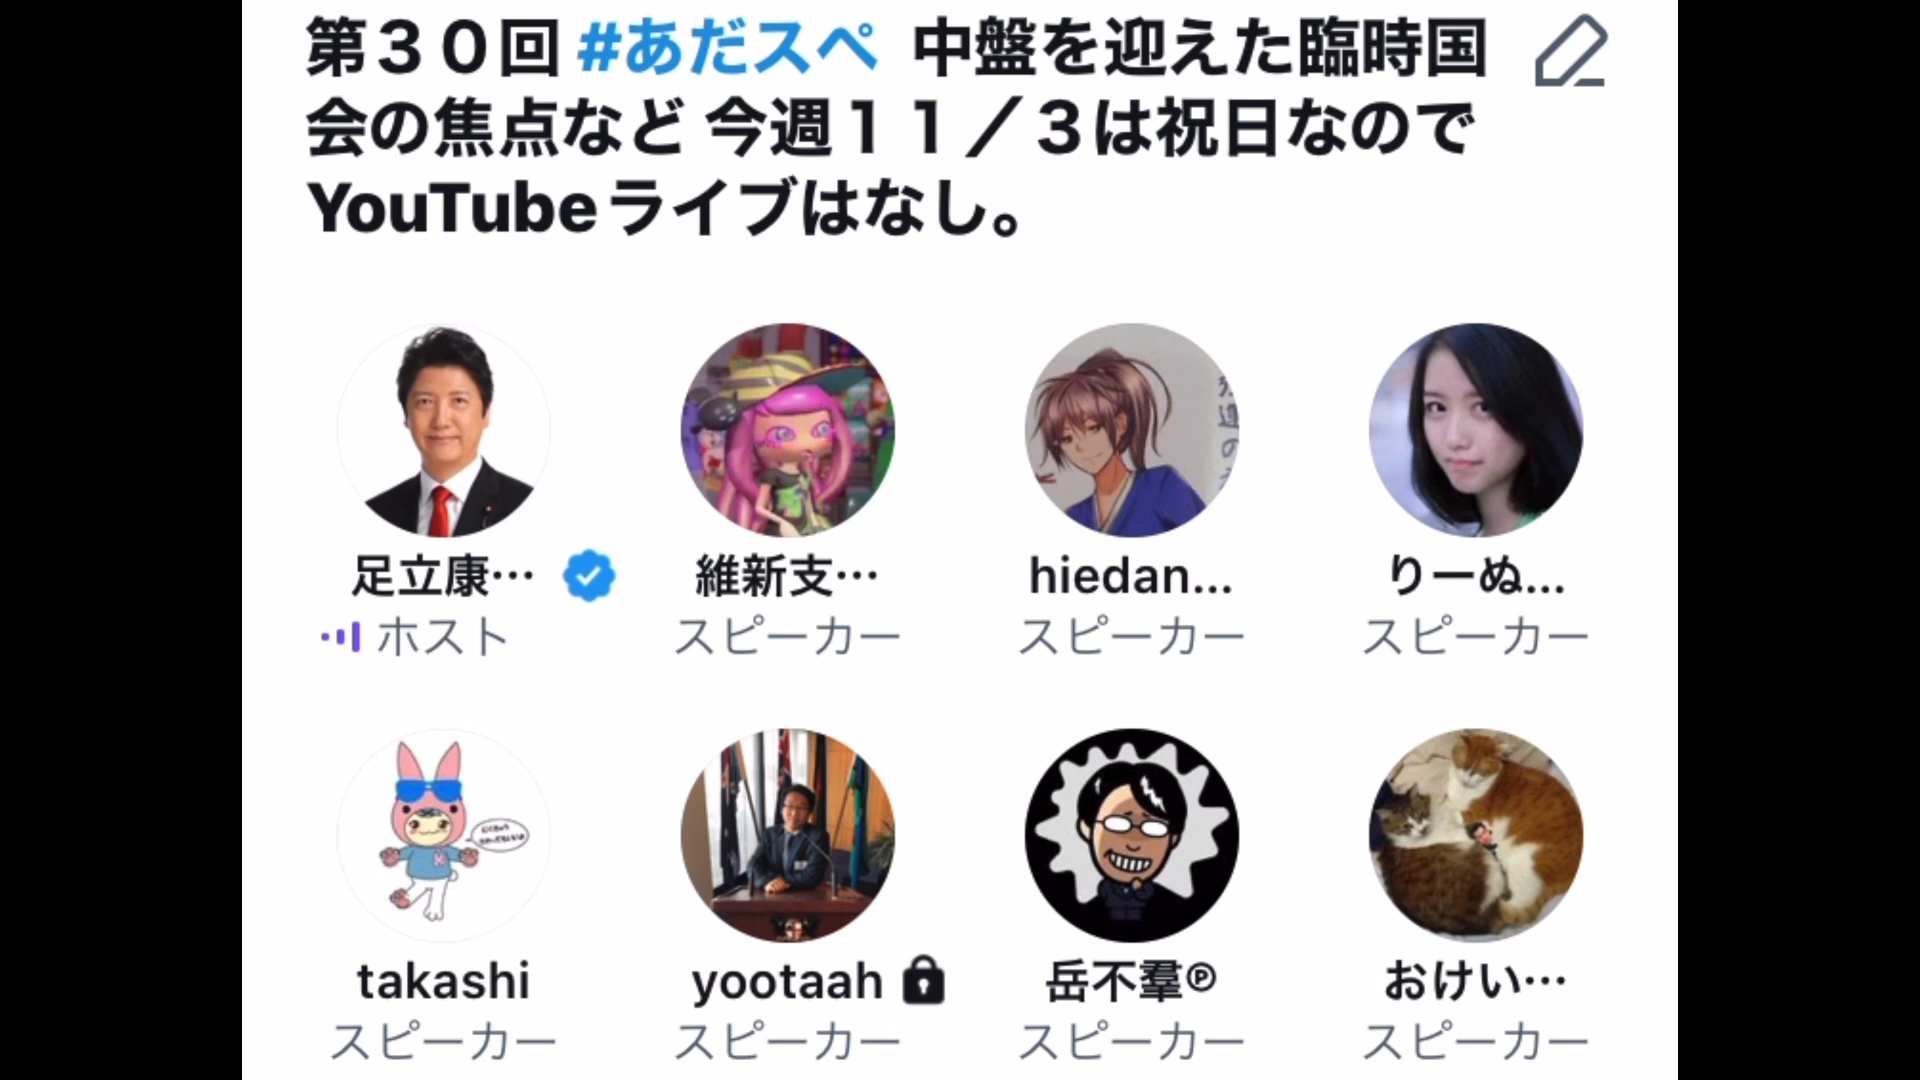 第３０回 #あだスペ 中盤を迎えた臨時国
会の焦点など 今週１１／３は祝日なので
YouTubeライブはなし。
足立康…
維新支…
hiedan...
りーぬ...
ホスト
スピーカー
スピーカー
スピーカー
takashi
yootaah
岳不羣℗
おけい…
スピーカー
スピーカー
スピーカー
スピーカー